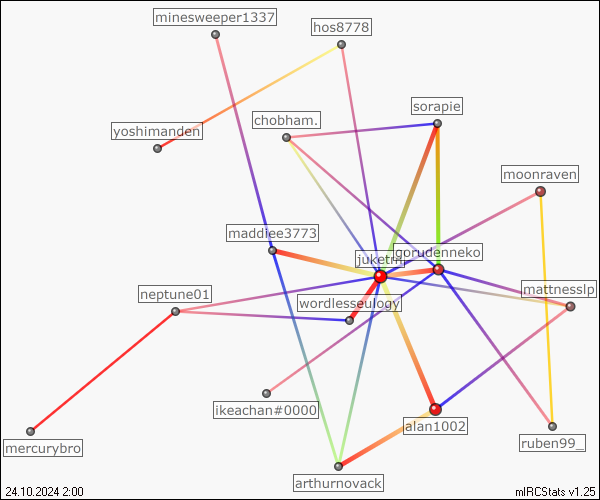 minesweeper1337
hos8778
sorapie
chobham.
yoshimanden
moonraven
maddiee3773
gorudenneko
neptune01
wordlesseulogy
mattnesslp
ikeachan#0000
alan1002
mercurybro
ruben99_
arthurnovack
24.10.2024 2:00
mIRCStats v1.25